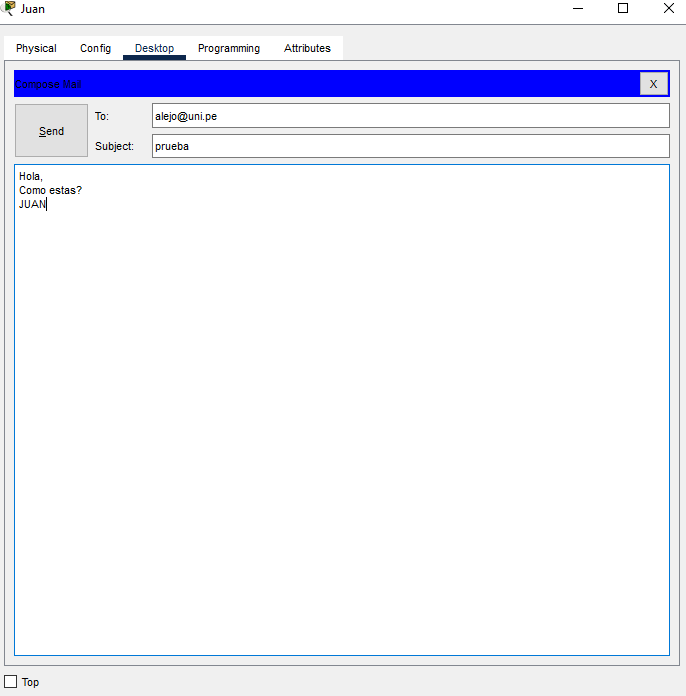 Juan
Physical Config Desktop Programming Attributes
Compose Mail
X
Send
To: alejo@uni.pe
Subject: prueba
Hola,
Como estas?
JUAN
Top